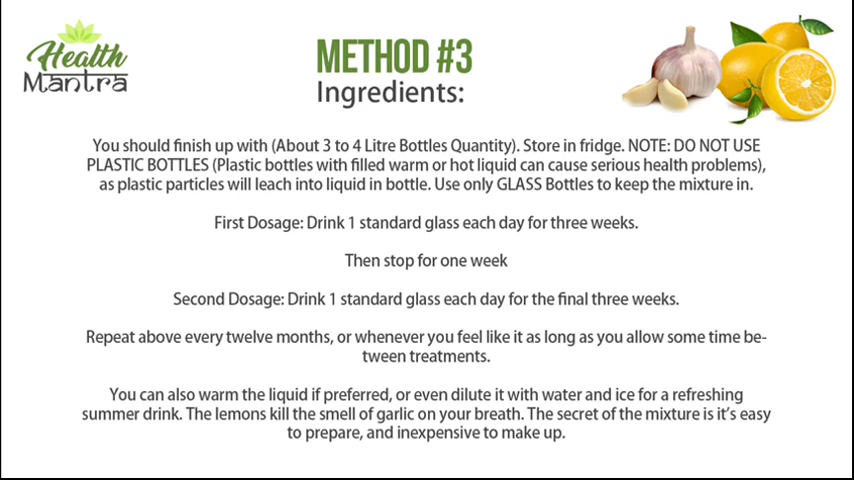 Health
Mantra
METHOD #3
Ingredients:
You should finish up with (About 3 to 4 Litre Bottles Quantity). Store in fridge. NOTE: DO NOT USE
PLASTIC BOTTLES (Plastic bottles with filled warm or hot liquid can cause serious health problems),
as plastic particles will leach into liquid in bottle. Use only GLASS Bottles to keep the mixture in.
First Dosage: Drink 1 standard glass each day for three weeks.
Then stop for one week
Second Dosage: Drink 1 standard glass each day for the final three weeks.
Repeat above every twelve months, or whenever you feel like it as long as you allow some time be-
tween treatments.
You can also warm the liquid if preferred, or even dilute it with water and ice for a refreshing
summer drink. The lemons kill the smell of garlic on your breath. The secret of the mixture is it's easy
to prepare, and inexpensive to make up.